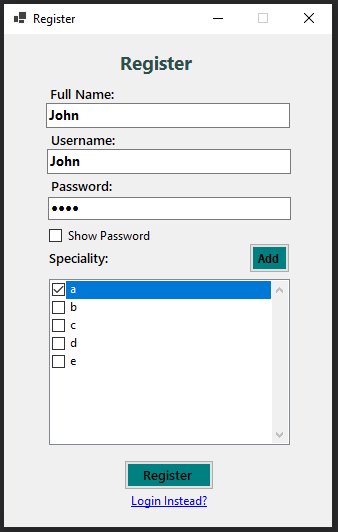 Register
Register
Full Name:
John
Username:
John
Password:
••••
Show Password
Speciality:
Add
a
b
c
d
e
Register
Login Instead?